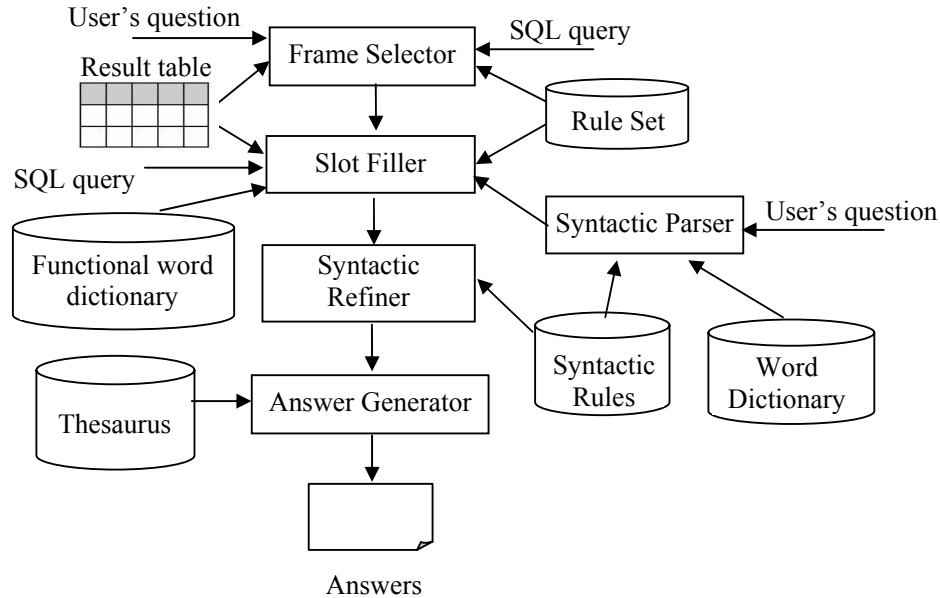 User's question
SQL query
Frame Selector
Result table
Rule Set
Slot Filler
SQL query
Syntactic Parser
User's question
Functional word
dictionary
Syntactic
Refiner
Syntactic
Rules
Word
Dictionary
Thesaurus
Answer Generator
Answers